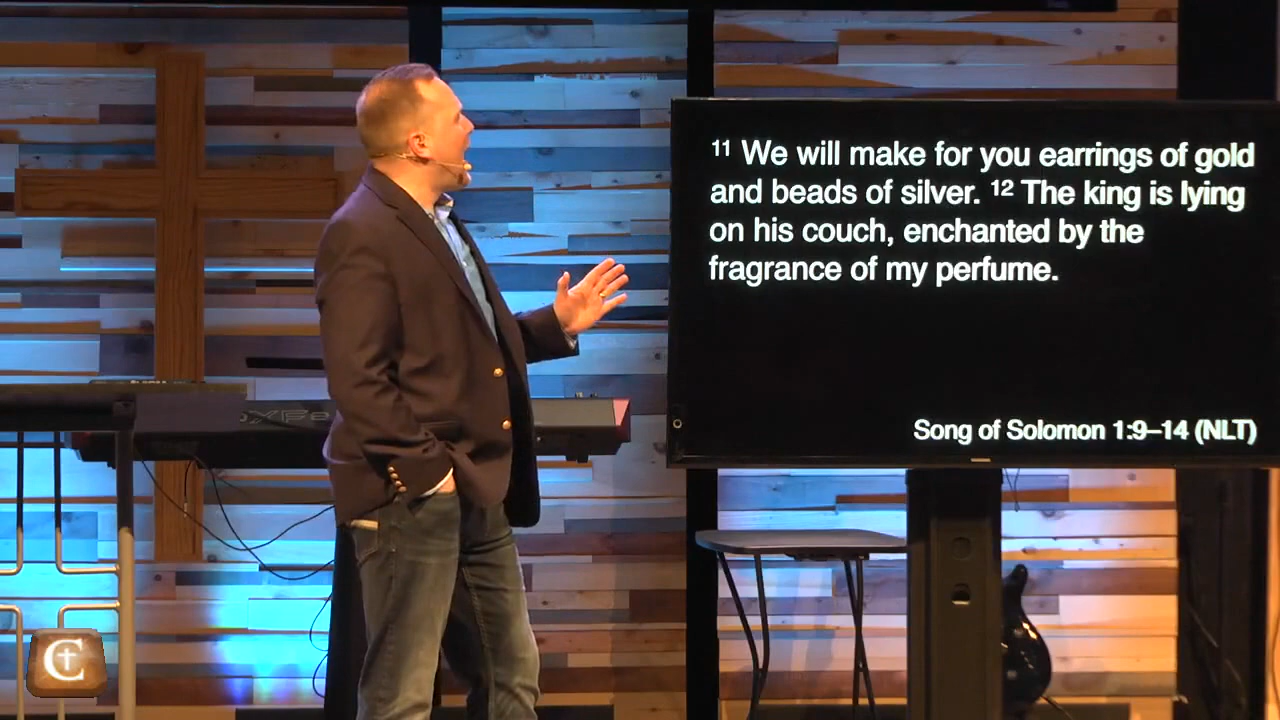 ¹¹ We will make for you earrings of gold
and beads of silver. ¹² The king is lying
on his couch, enchanted by the
fragrance of my perfume.
Song of Solomon 1:9–14 (NLT)
C